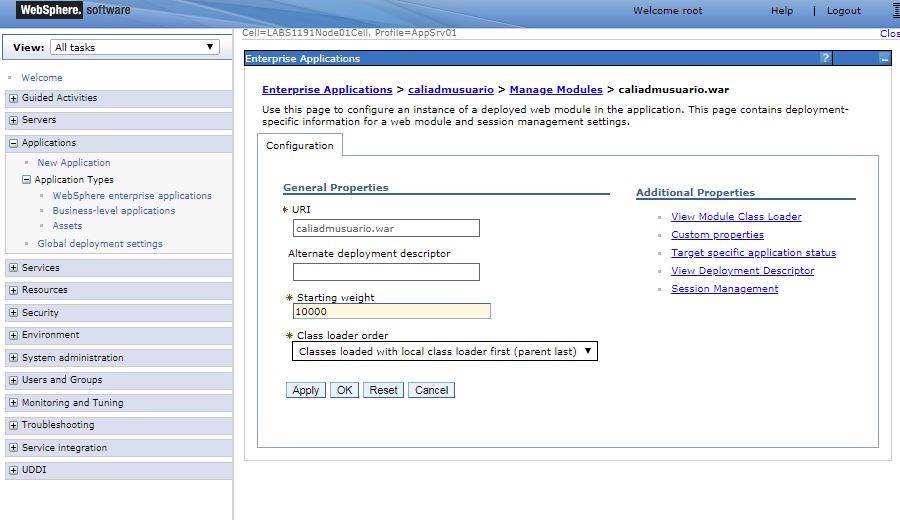 WebSphere. software
Welcome root
Help | Logout
View: All tasks
Cell=LABS1191Node01Cell, Profile=AppSrv01
Clos
Welcome
Guided Activities
Servers
Applications
New Application
Application Types
WebSphere enterprise applications
Business-level applications
Assets
Global deployment settings
Services
Resources
Security
Environment
System administration
Users and Groups
Monitoring and Tuning
Troubleshooting
Service integration
UDDI
Enterprise Applications
?
Enterprise Applications > caliadmusuario > Manage Modules > caliadmusuario.war
Use this page to configure an instance of a deployed web module in the application. This page contains deployment-
specific information for a web module and session management settings.
Configuration
General Properties
* URI
caliadmusuario.war
Alternate deployment descriptor
* Starting weight
10000
* Class loader order
Classes loaded with local class loader first (parent last)
Apply OK Reset Cancel
Additional Properties
View Module Class Loader
Custom properties
Target specific application status
View Deployment Descriptor
Session Management